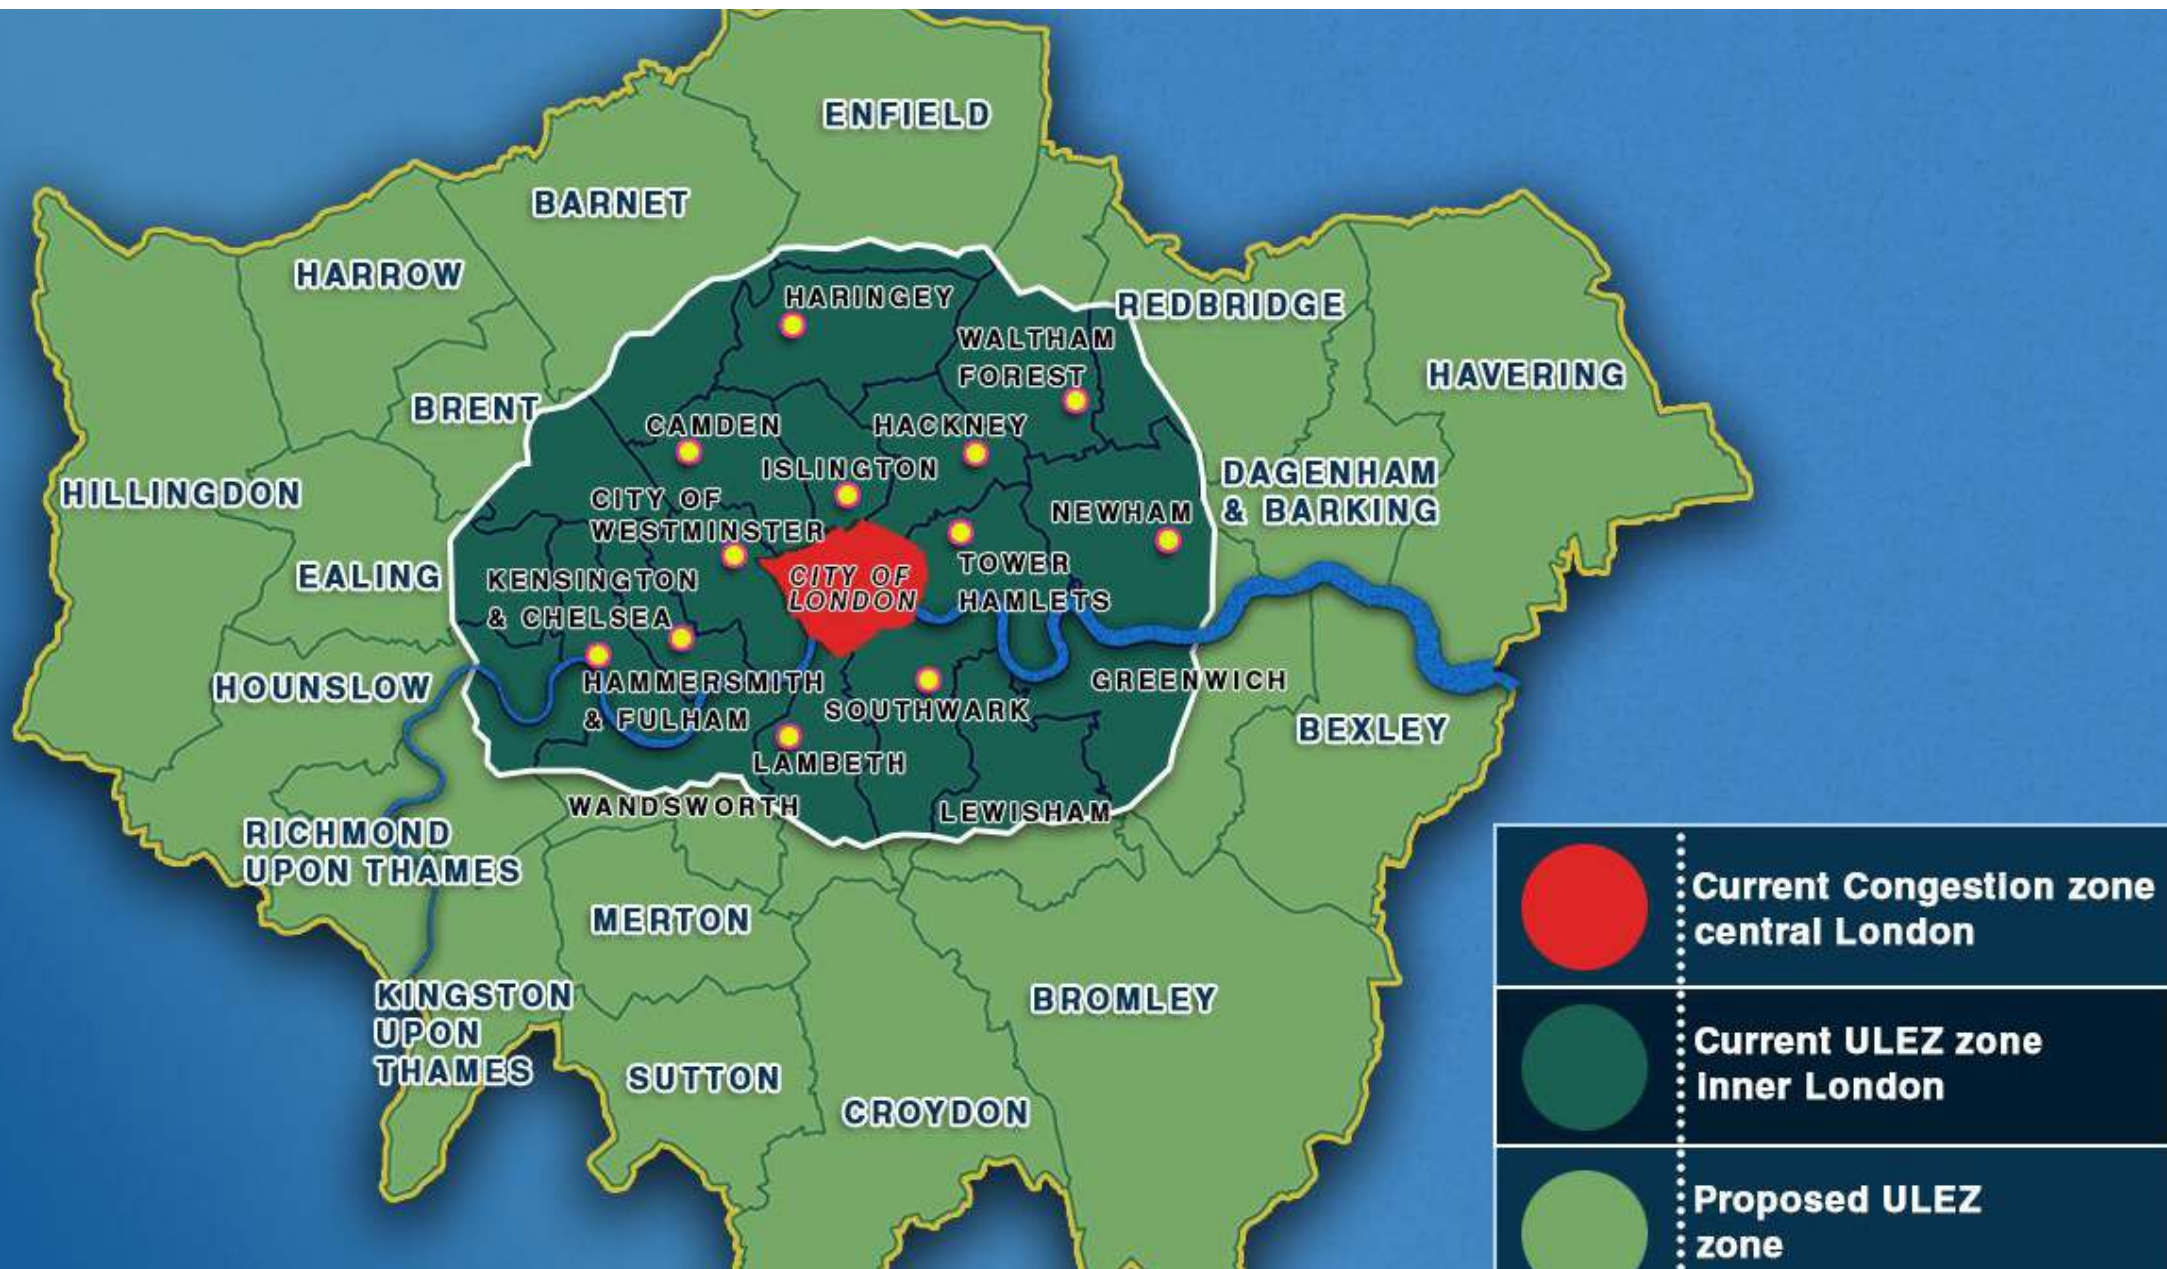 ENFIELD
BARNET
HARROW
HARINGEY
REDBRIDGE
WALTHAM
FOREST
HAVERING
BRENT
CAMDEN
HACKNEY
ISLINGTON
DAGENHAM
& BARKING
HILLINGDON
CITY OF
WESTMINSTER
NEWHAM
EALING
KENSINGTON
& CHELSEA
CITY OF
LONDON
TOWER
HAMLETS
HOUNSLOW
HAMMERSMITH
& FULHAM
SOUTHWARK
GREENWICH
BEXLEY
LAMBETH
WANDSWORTH
LEWISHAM
RICHMOND
UPON THAMES
MERTON
KINGSTON
UPON
THAMES
BROMLEY
SUTTON
CROYDON
Current Congestion zone
central London
Current ULEZ zone
Inner London
Proposed ULEZ
zone